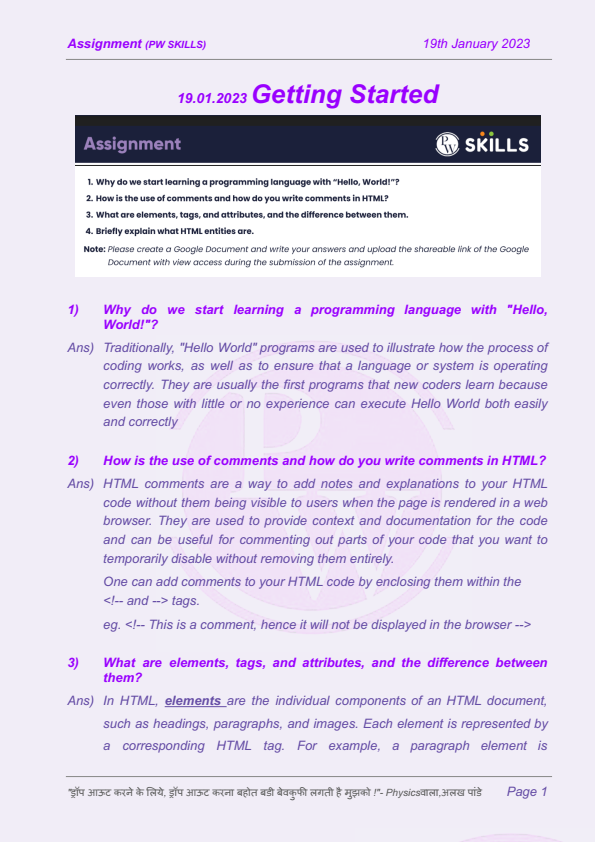 Assignment (PW SKILLS) 19th January 2023
19.01.2023 Getting Started
Assignment
PW SKILLS
1. Why do we start learning a programming language with “Hello, World!”?
2. How is the use of comments and how do you write comments in HTML?
3. What are elements, tags, and attributes, and the difference between them.
4. Briefly explain what HTML entities are.
Note: Please create a Google Document and write your answers and upload the shareable link of the Google
Document with view access during the submission of the assignment.
1) Why do we start learning a programming language with "Hello,
World!"?
Ans) Traditionally, "Hello World" programs are used to illustrate how the process of
coding works, as well as to ensure that a language or system is operating
correctly. They are usually the first programs that new coders learn because
even those with little or no experience can execute Hello World both easily
and correctly
2) How is the use of comments and how do you write comments in HTML?
Ans) HTML comments are a way to add notes and explanations to your HTML
code without them being visible to users when the page is rendered in a web
browser. They are used to provide context and documentation for the code
and can be useful for commenting out parts of your code that you want to
temporarily disable without removing them entirely.
One can add comments to your HTML code by enclosing them within the
<!-- and --> tags.
eg. <!-- This is a comment, hence it will not be displayed in the browser -->
3) What are elements, tags, and attributes, and the difference between
them?
Ans) In HTML, elements are the individual components of an HTML document,
such as headings, paragraphs, and images. Each element is represented by
a corresponding HTML tag. For example, a paragraph element is
"ड्रॉप आऊट करने के लिये, ड्रॉप आऊट करना बहोत बडी बेवकुफी लगती है मुझको !"- Physicsवाला,अलख पांडे Page 1